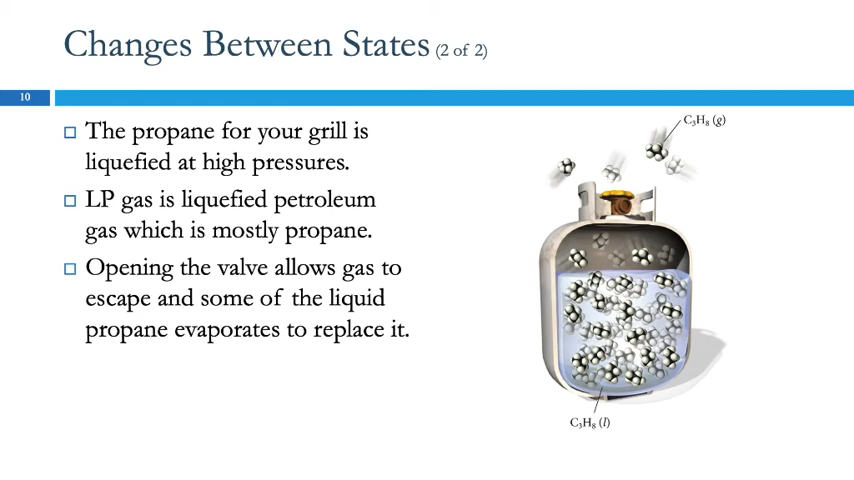 Changes Between States (2 of 2)
10
☐ The propane for your grill is
liquefied at high pressures.
☐ LP gas is liquefied petroleum
gas which is mostly propane.
☐ Opening the valve allows gas to
escape and some of the liquid
propane evaporates to replace it.
C₃H₈ (g)
C₃H₈ (l)